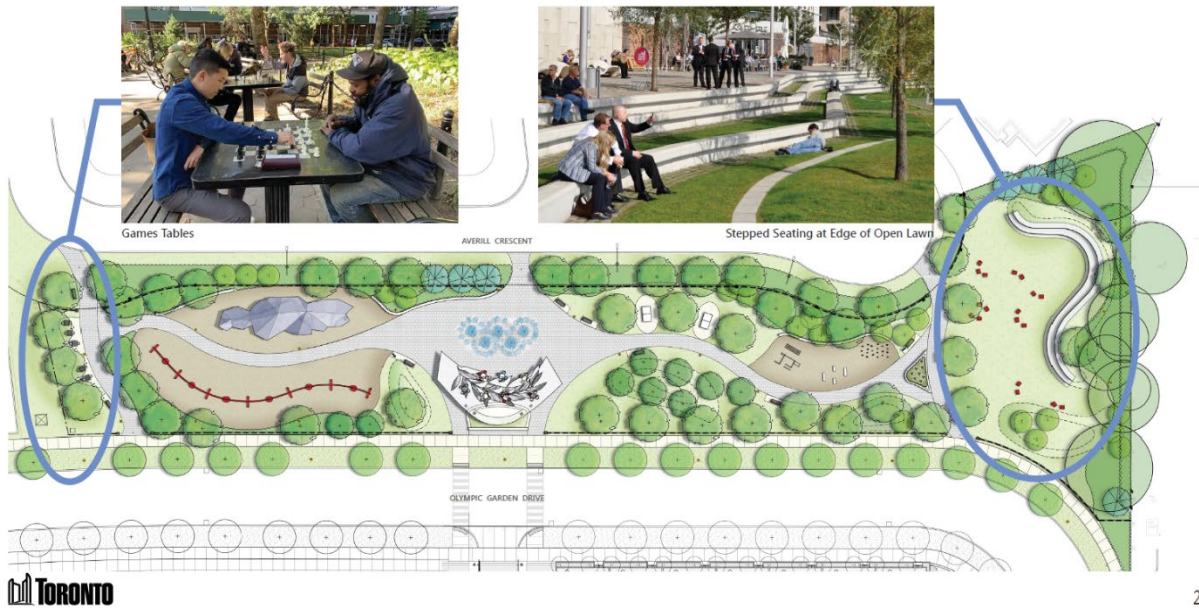 Games Tables
Stepped Seating at Edge of Open Lawn
AVERILL CRESCENT
OLYMPIC GARDEN DRIVE
TORONTO
2